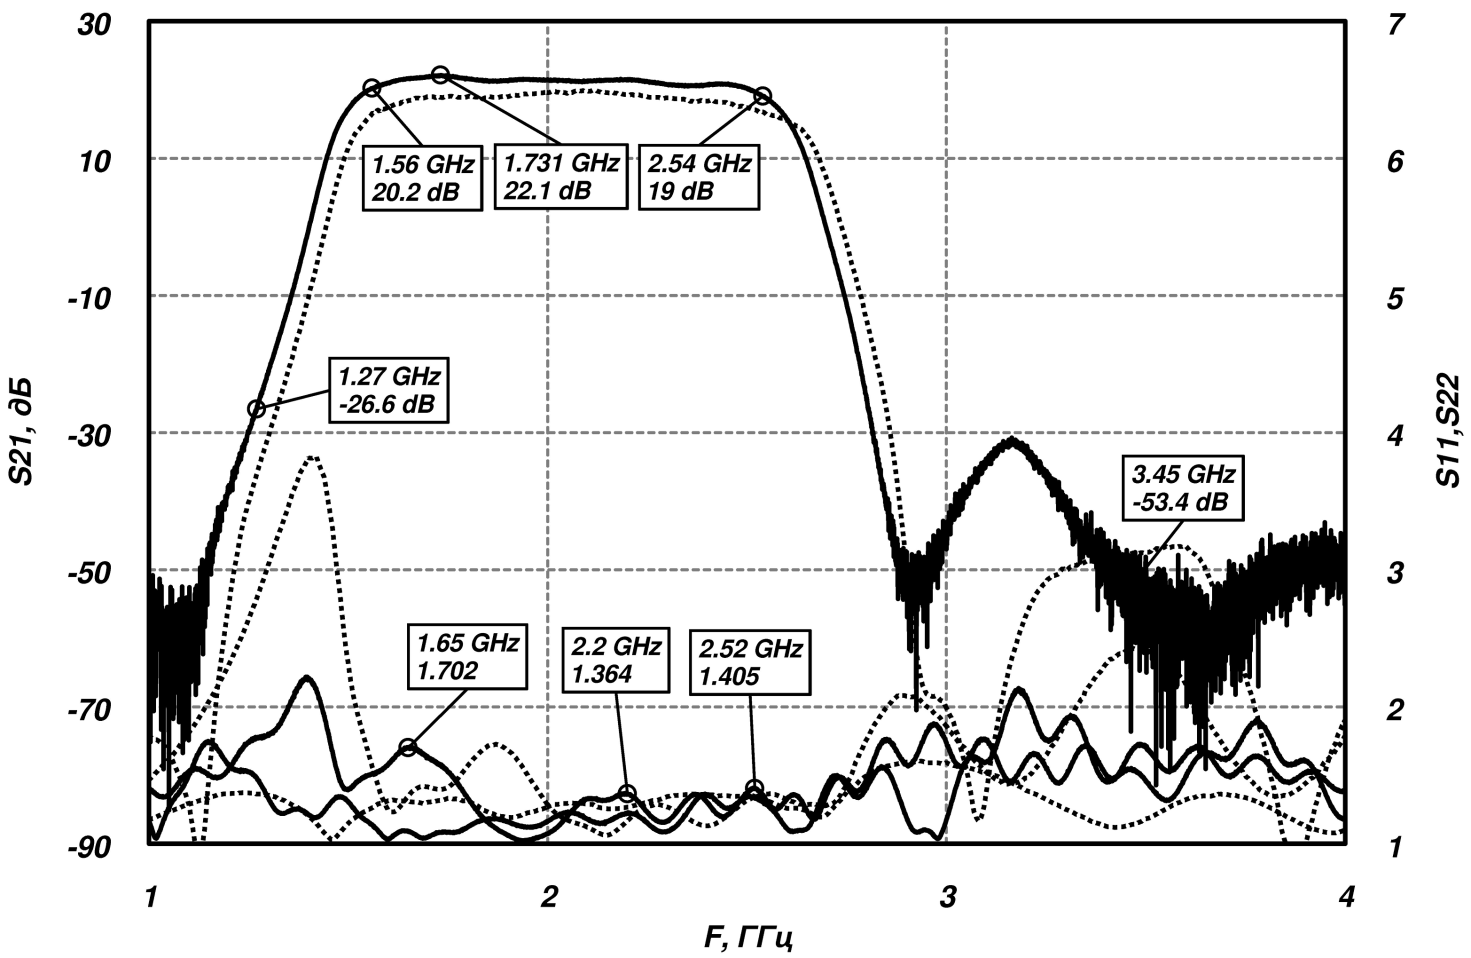 30
7
1.56 GHz
20.2 dB
1.731 GHz
22.1 dB
2.54 GHz
19 dB
10
6
-10
5
1.27 GHz
-26.6 dB
S21, дБ
S11,S22
-30
4
3.45 GHz
-53.4 dB
-50
3
1.65 GHz
1.702
2.2 GHz
1.364
2.52 GHz
1.405
-70
2
-90
1
1
2
3
4
F, ГГц